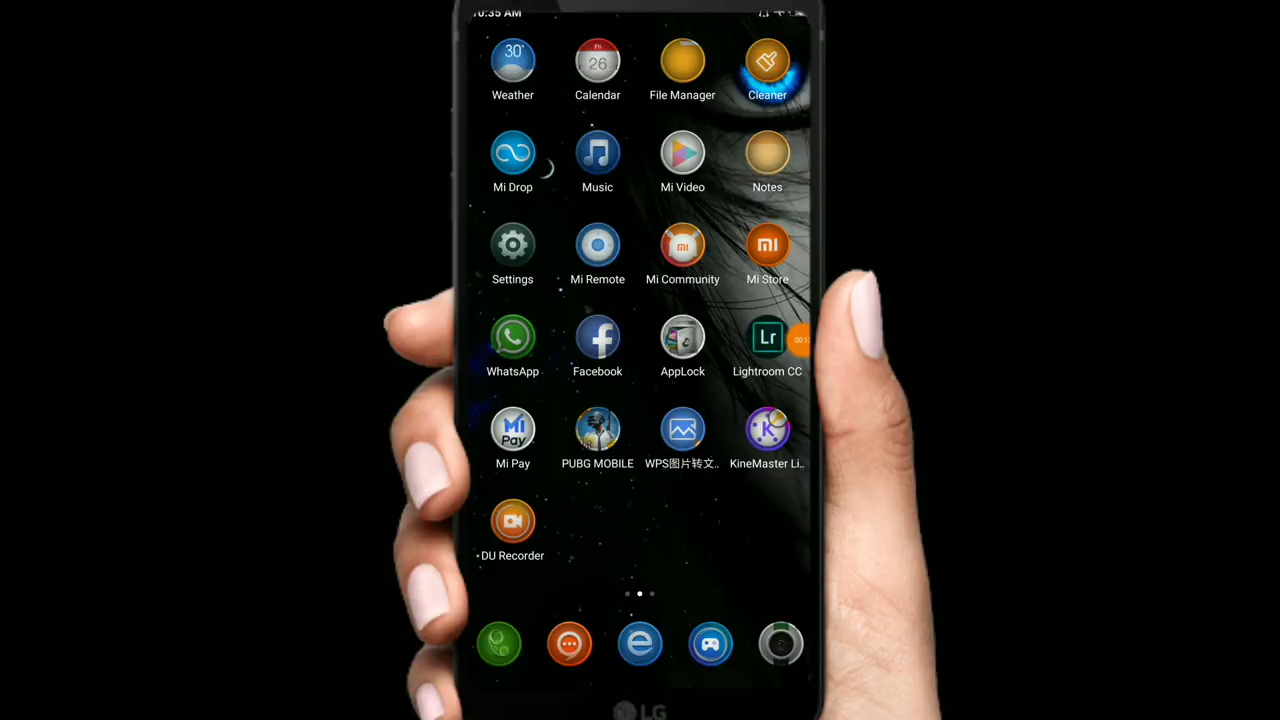 10:35 AM
30°
Fri
26
Weather
Calendar
File Manager
Cleaner
Mi Drop
Music
Mi Video
Notes
mi
mi
Settings
Mi Remote
Mi Community
Mi Store
Lr
WhatsApp
Facebook
AppLock
Lightroom CC
Mi
Pay
K
Mi Pay
PUBG MOBILE
WPS图片转文..
KineMaster Li..
DU Recorder
LG